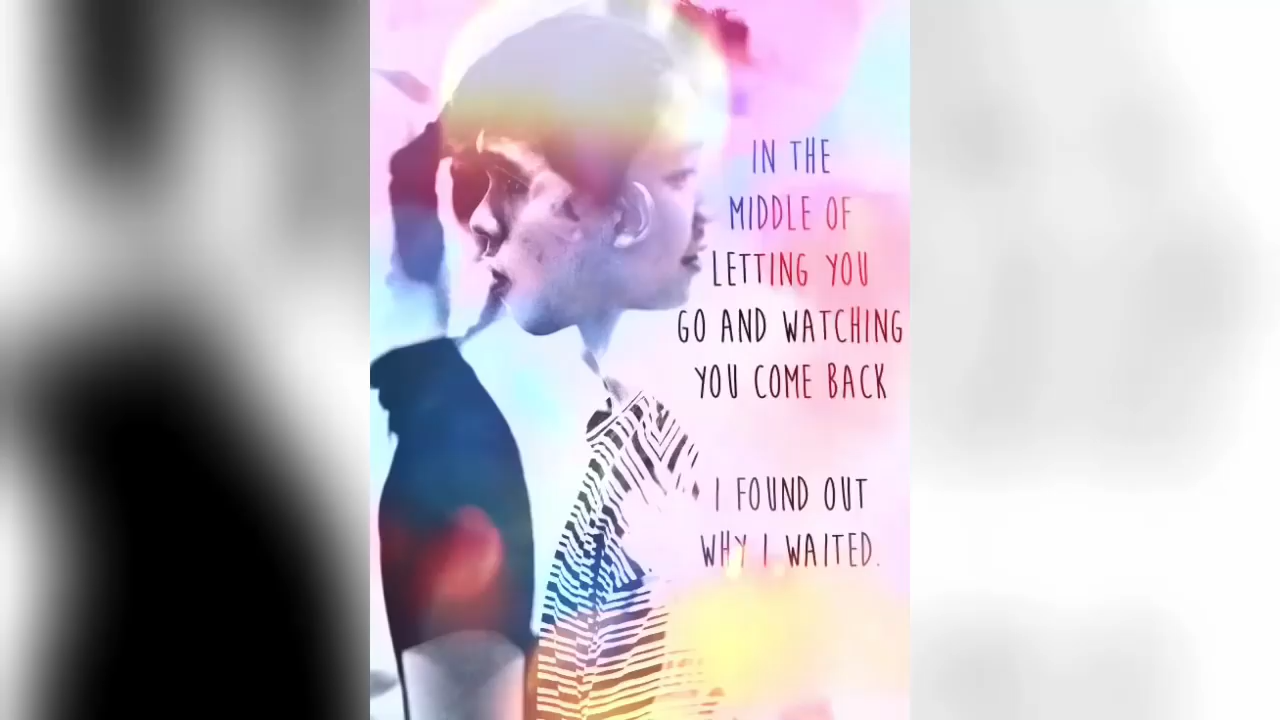 IN THE
MIDDLE OF
LETTING YOU
GO AND WATCHING
YOU COME BACK
I FOUND OUT
WHY I WAITED.